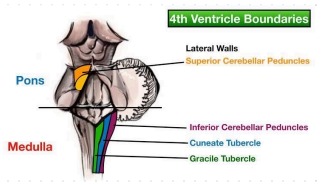 4th Ventricle Boundaries
Lateral Walls
Superior Cerebellar Peduncles
Pons
Inferior Cerebellar Peduncles
Cuneate Tubercle
Medulla
Gracile Tubercle